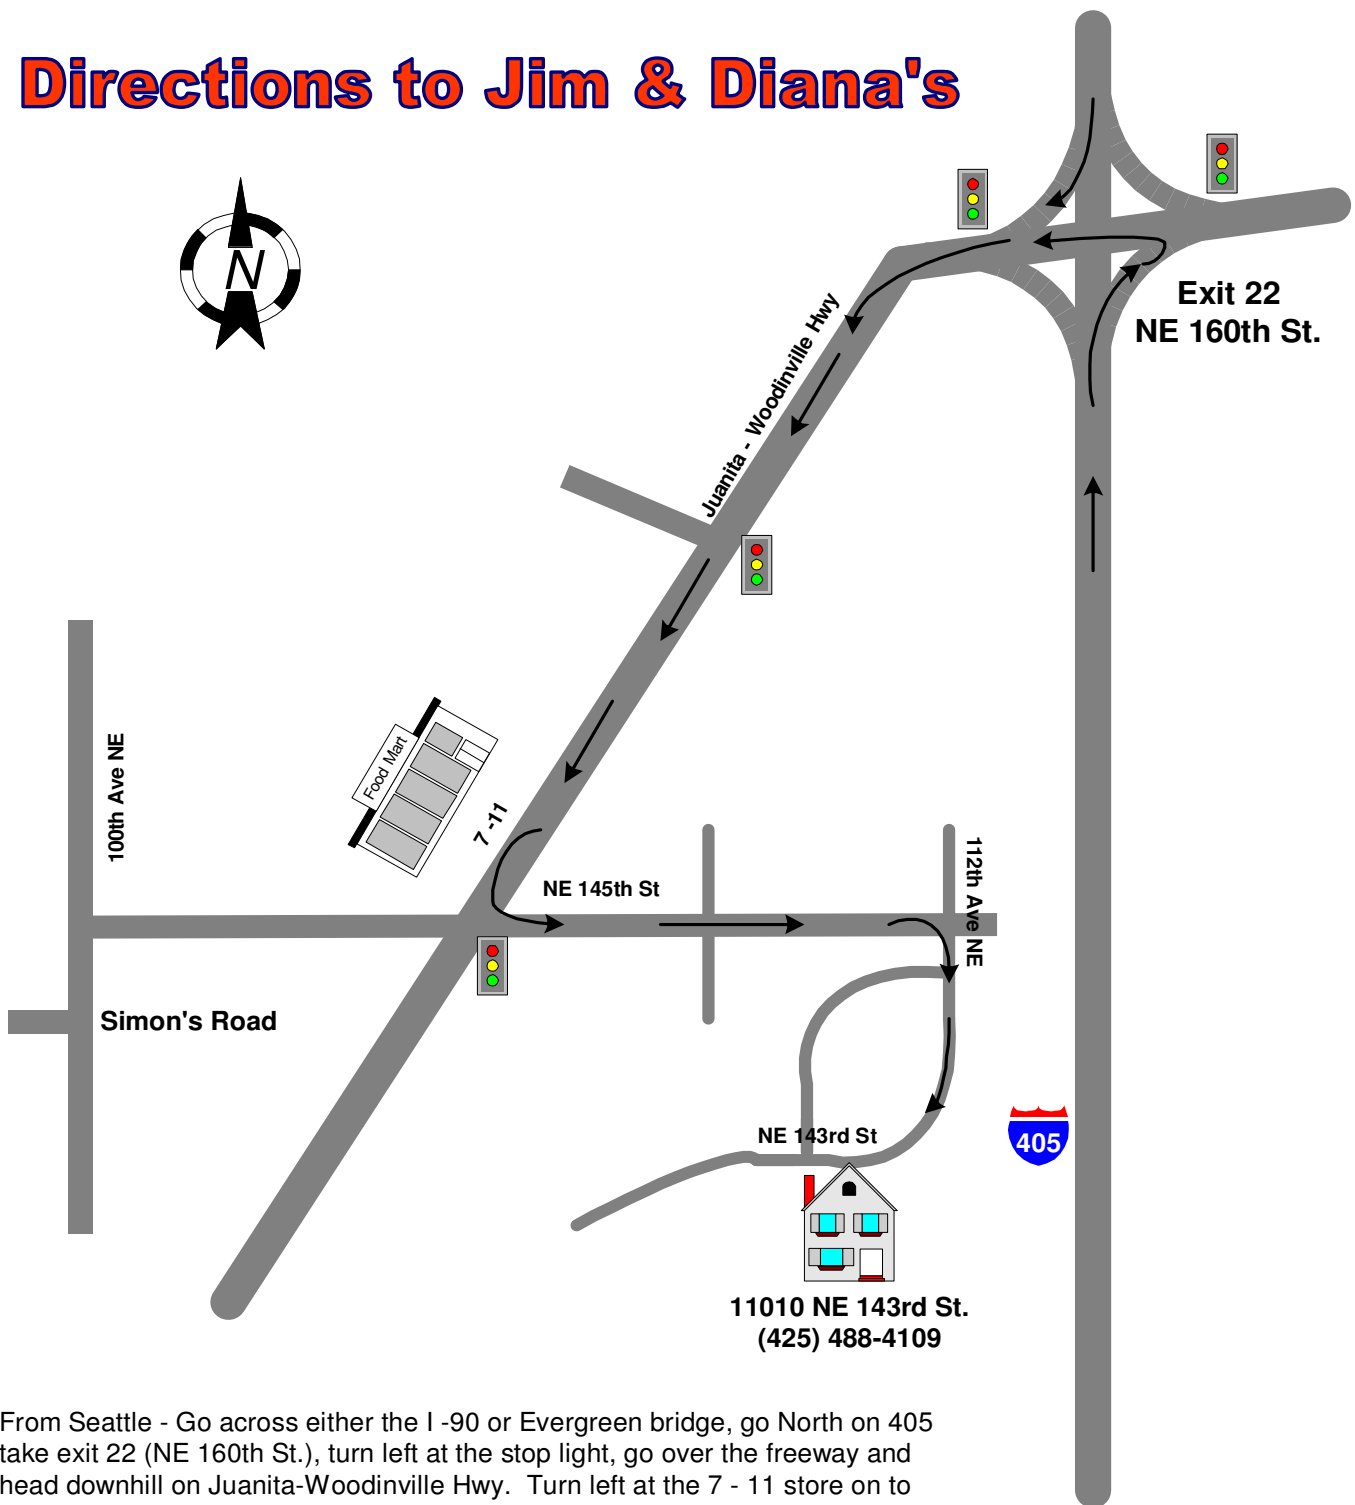 Directions to Jim & Diana's
N
Exit 22
NE 160th St.
Juanita - Woodinville Hwy
Food Mart
7 -11
100th Ave NE
NE 145th St
112th Ave NE
Simon's Road
NE 143rd St
405
11010 NE 143rd St.
(425) 488-4109
From Seattle - Go across either the I -90 or Evergreen bridge, go North on 405
take exit 22 (NE 160th St.), turn left at the stop light, go over the freeway and
head downhill on Juanita-Woodinville Hwy.  Turn left at the 7 - 11 store on to